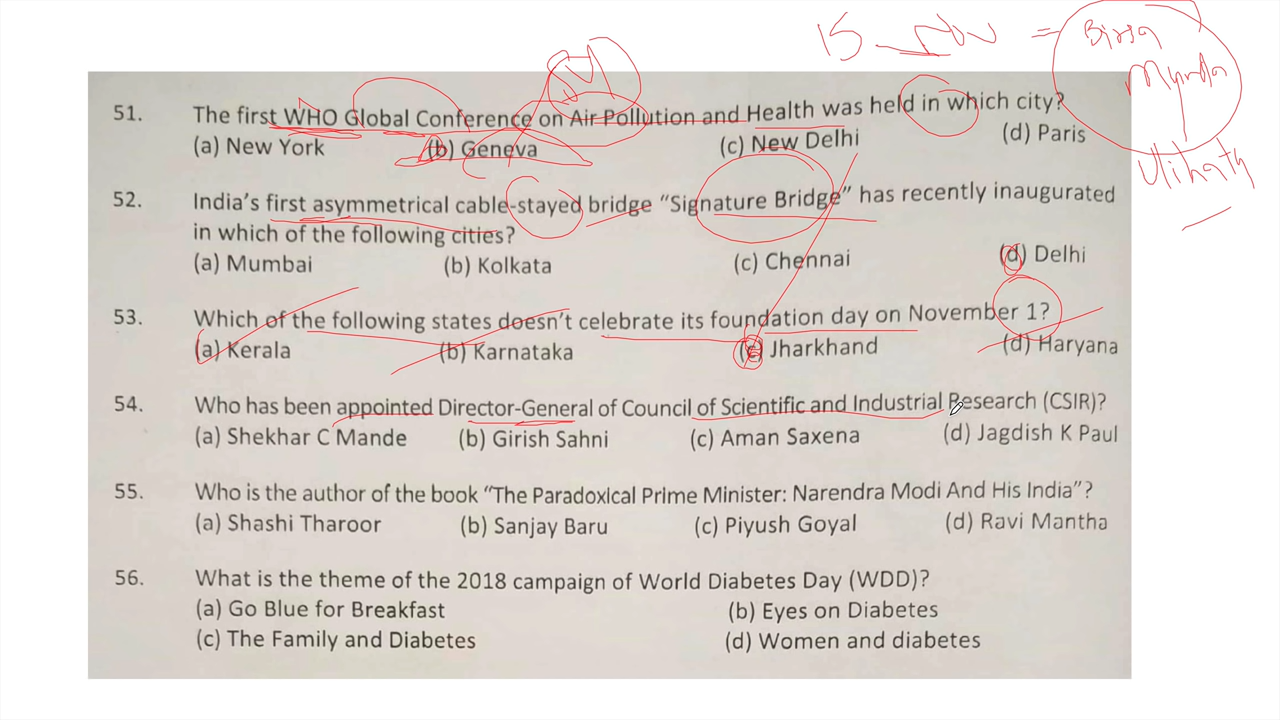 15 Nov = Birsa
Munda
Ulihatu
51. The first WHO Global Conference on Air Pollution and Health was held in which city?
(a) New York (b) Geneva (c) New Delhi (d) Paris
52. India's first asymmetrical cable-stayed bridge "Signature Bridge" has recently inaugurated
in which of the following cities?
(a) Mumbai (b) Kolkata (c) Chennai (d) Delhi
53. Which of the following states doesn't celebrate its foundation day on November 1?
(a) Kerala (b) Karnataka (c) Jharkhand (d) Haryana
54. Who has been appointed Director-General of Council of Scientific and Industrial Research (CSIR)?
(a) Shekhar C Mande (b) Girish Sahni (c) Aman Saxena (d) Jagdish K Paul
55. Who is the author of the book "The Paradoxical Prime Minister: Narendra Modi And His India"?
(a) Shashi Tharoor (b) Sanjay Baru (c) Piyush Goyal (d) Ravi Mantha
56. What is the theme of the 2018 campaign of World Diabetes Day (WDD)?
(a) Go Blue for Breakfast (b) Eyes on Diabetes
(c) The Family and Diabetes (d) Women and diabetes